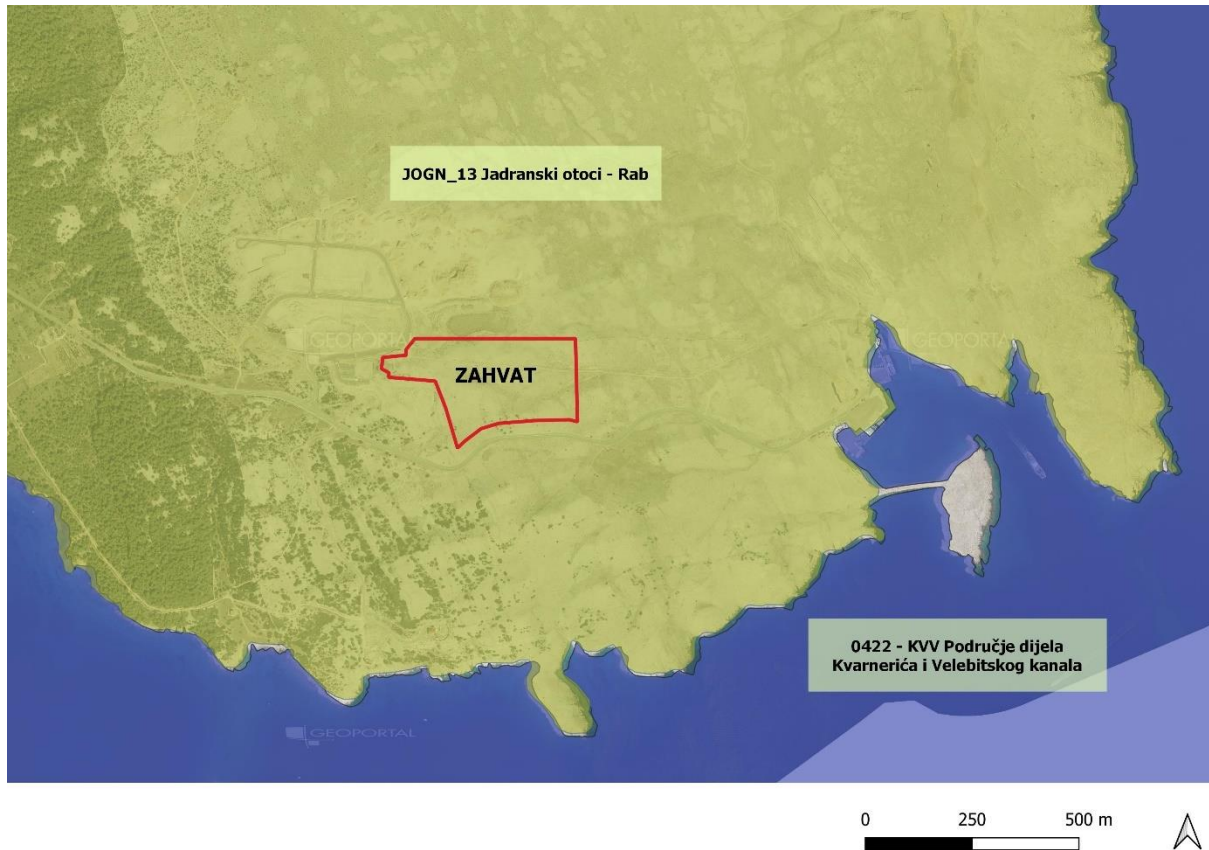 JOGN_13 Jadranski otoci - Rab
GEOPORTAL
GEOPORTAL
ZAHVAT
0422 - KVV Područje dijela
Kvarnerića i Velebitskog kanala
GEOPORTAL
0 250 500 m